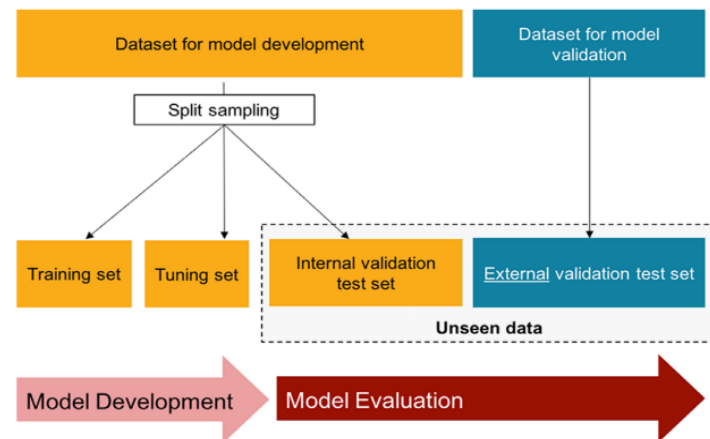 Dataset for model development
Dataset for model
validation
Split sampling
Training set
Tuning set
Internal validation
test set
External validation test set
Unseen data
Model Development
Model Evaluation